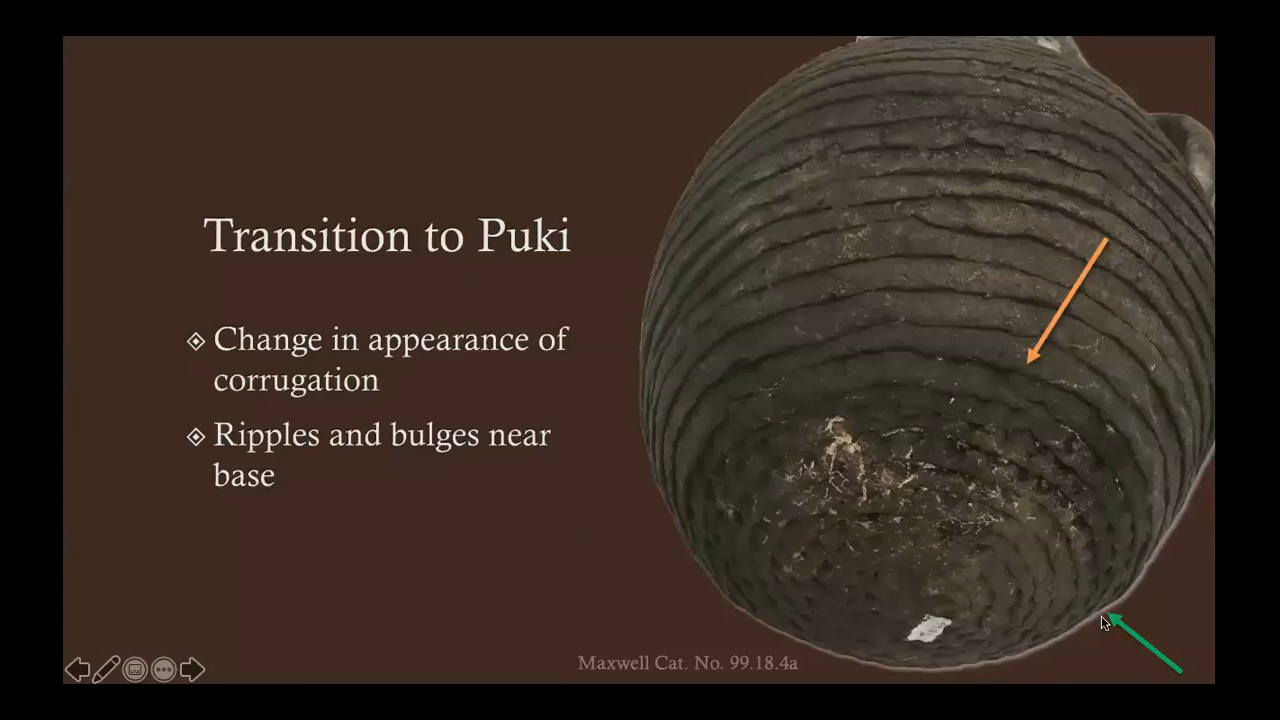 Transition to Puki
Change in appearance of
corrugation
Ripples and bulges near
base
Maxwell Cat. No. 99.18.4a